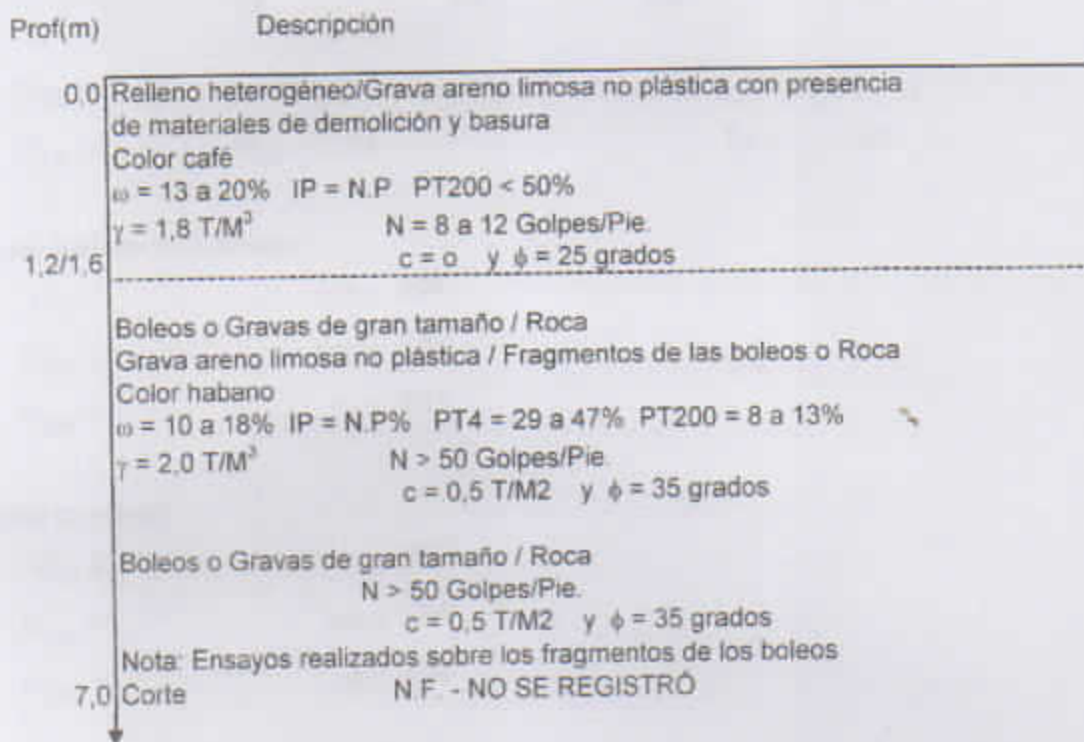 Prof(m) Descripción
0,0 Relleno heterogéneo/Grava areno limosa no plástica con presencia
de materiales de demolición y basura
Color café
ω = 13 a 20% IP = N.P PT200 < 50%
γ = 1,8 T/M³ N = 8 a 12 Golpes/Pie.
1,2/1,6 c = o y ϕ = 25 grados
Boleos o Gravas de gran tamaño / Roca
Grava areno limosa no plástica / Fragmentos de las boleos o Roca
Color habano
ω = 10 a 18% IP = N.P% PT4 = 29 a 47% PT200 = 8 a 13%
γ = 2,0 T/M³ N > 50 Golpes/Pie.
c = 0,5 T/M2 y ϕ = 35 grados
Boleos o Gravas de gran tamaño / Roca
N > 50 Golpes/Pie.
c = 0,5 T/M2 y ϕ = 35 grados
Nota: Ensayos realizados sobre los fragmentos de los boleos
7,0 Corte N.F. - NO SE REGISTRÓ